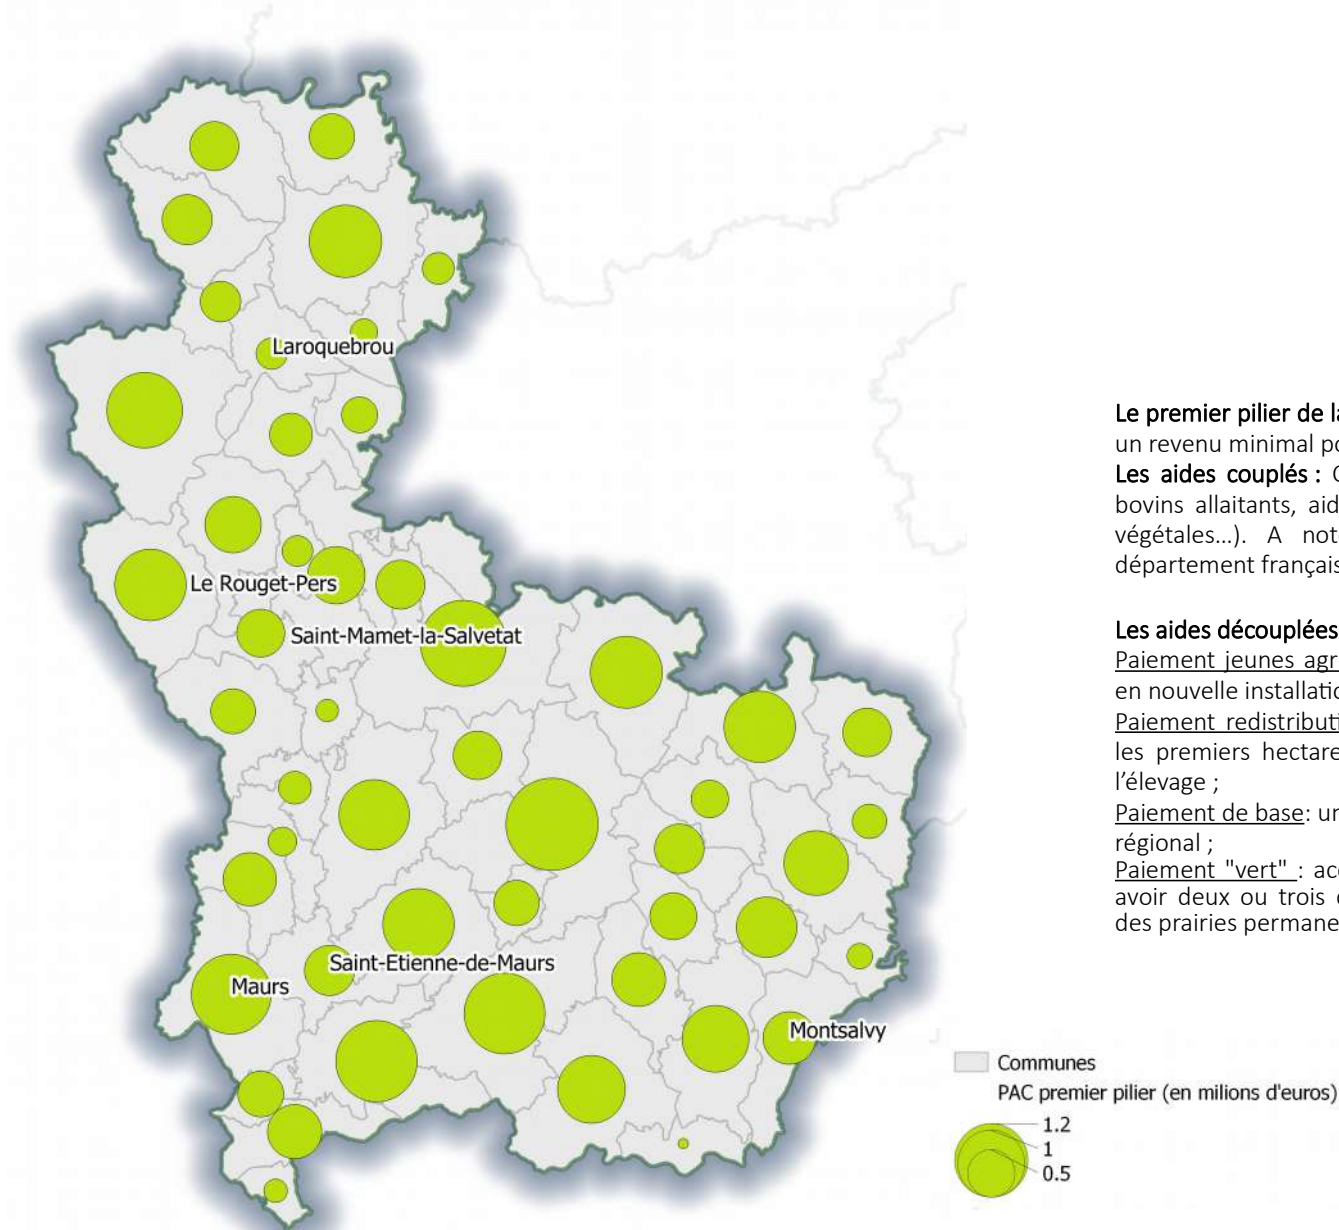 Laroquebrou
Le Rouget-Pers
Saint-Mamet-la-Salvetat
Saint-Etienne-de-Maurs
Maurs
Montsalvy
Le premier pilier de l
un revenu minimal po
Les aides couplés :
bovins allaitants, aid
végétales...). A not
département français
Les aides découplées
Paiement jeunes agr
en nouvelle installatio
Paiement redistributi
les premiers hectare
l’élevage ;
Paiement de base: un
régional ;
Paiement "vert" : acc
avoir deux ou trois
des prairies permane
Communes
PAC premier pilier (en milions d'euros)
1.2
1
0.5